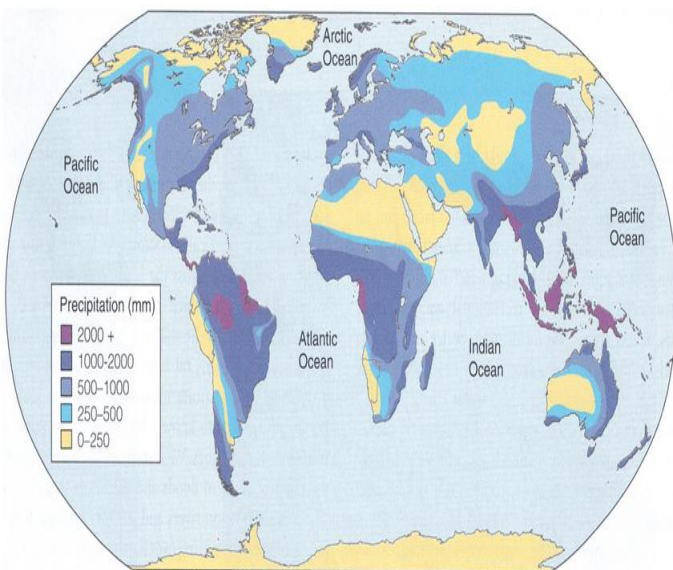 Arctic
Ocean
Pacific
Ocean
Pacific
Ocean
Atlantic
Ocean
Indian
Ocean
Precipitation (mm)
2000 +
1000-2000
500-1000
250-500
0-250